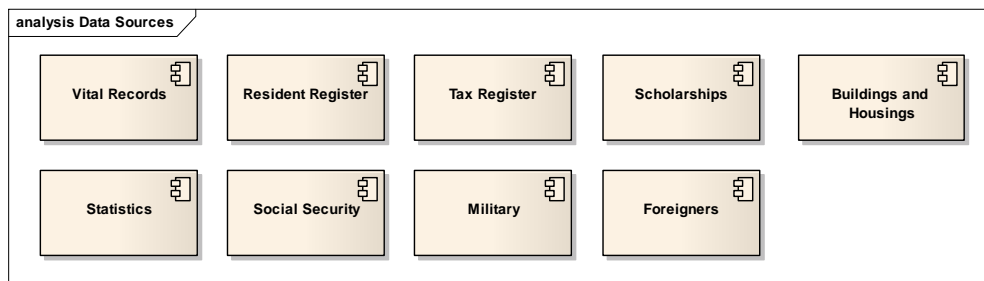 analysis Data Sources
Vital Records
Resident Register
Tax Register
Scholarships
Buildings and
Housings
Statistics
Social Security
Military
Foreigners